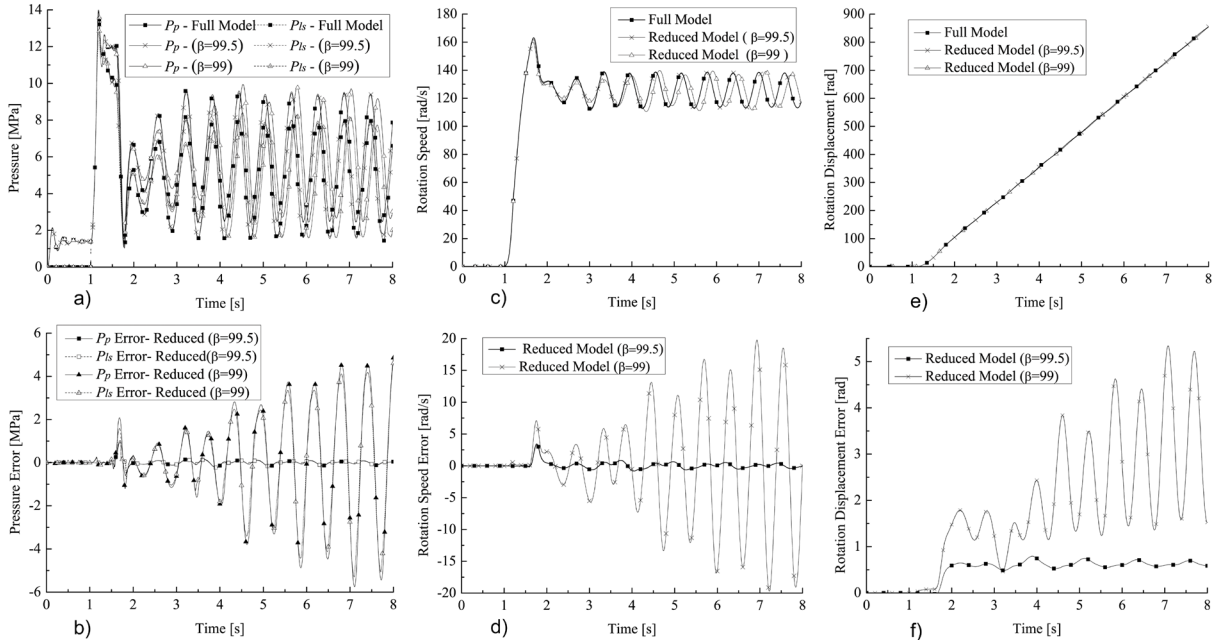 Pp - Full Model Pls - Full Model
Pp - (β=99.5) Pls - (β=99.5)
Pp - (β=99) Pls - (β=99)
14
12
10
8
6
4
2
0
Pressure [MPa]
0 1 2 3 4 5 6 7 8
Time [s]
a)
Full Model
Reduced Model ( β=99.5)
Reduced Model ( β=99 )
180
160
140
120
100
80
60
40
20
0
Rotation Speed [rad/s]
0 1 2 3 4 5 6 7 8
Time [s]
c)
Full Model
Reduced Model (β=99.5)
Reduced Model (β=99)
900
800
700
600
500
400
300
200
100
0
Rotation Displacement [rad]
0 1 2 3 4 5 6 7 8
Time [s]
e)
Pp Error- Reduced (β=99.5)
Pls Error- Reduced(β=99.5)
Pp Error- Reduced (β=99)
Pls Error- Reduced (β=99)
6
4
2
0
-2
-4
-6
Pressure Error [MPa]
0 1 2 3 4 5 6 7 8
Time [s]
b)
Reduced Model (β=99.5)
Reduced Model (β=99)
20
15
10
5
0
-5
-10
-15
-20
Rotation Speed Error [rad/s]
0 1 2 3 4 5 6 7 8
Time [s]
d)
Reduced Model (β=99.5)
Reduced Model (β=99)
5
4
3
2
1
0
Rotation Displacement Error [rad]
0 1 2 3 4 5 6 7 8
Time [s]
f)